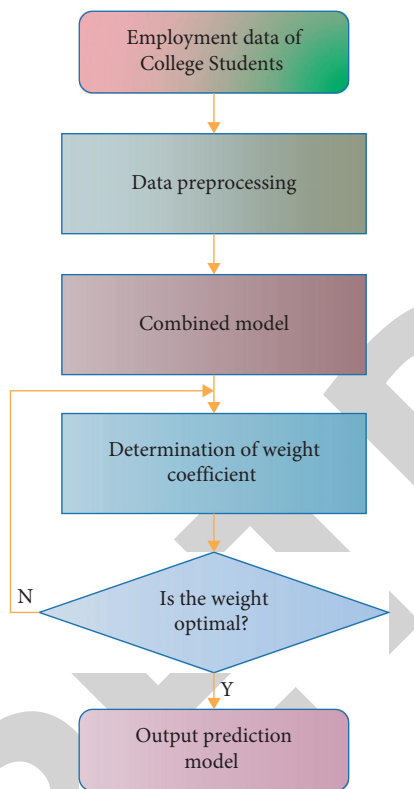 Employment data of
College Students
Data preprocessing
Combined model
Determination of weight
coefficient
Is the weight
optimal?
N
Y
Output prediction
model